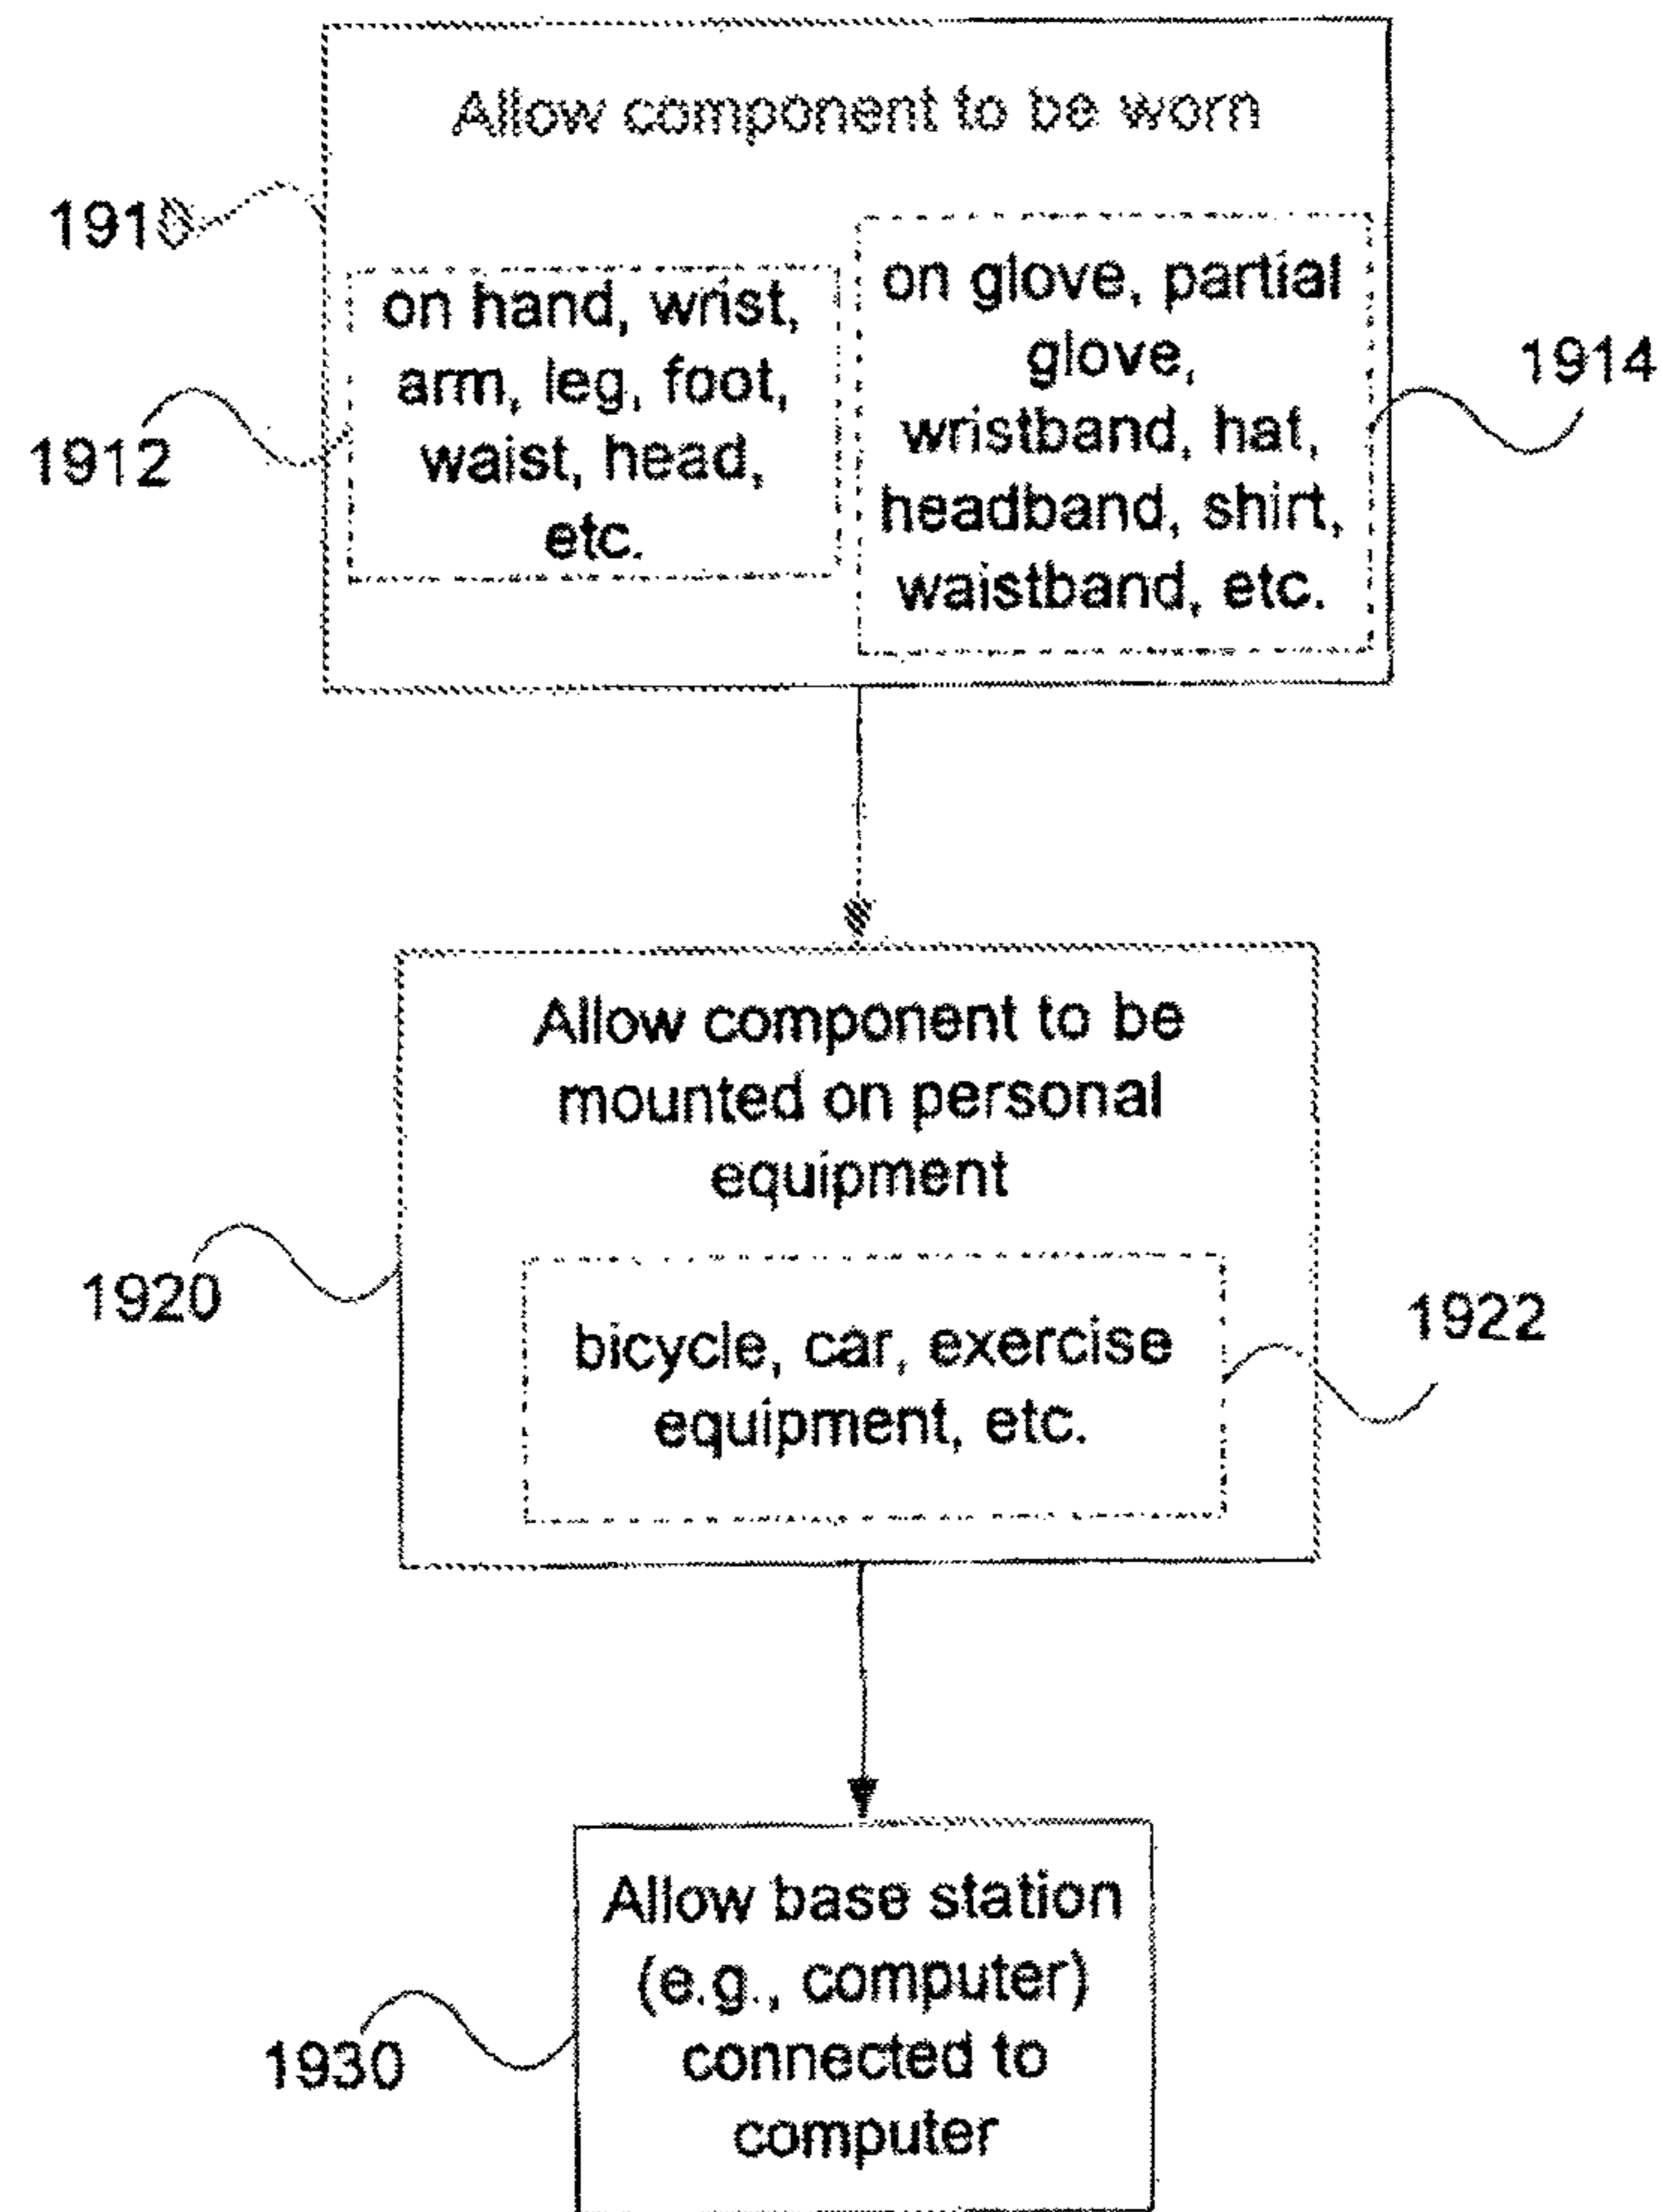 Allow component to be worn
1910
on hand, wrist,
arm, leg, foot,
waist, head,
etc.
1912
on glove, partial
glove,
wristband, hat,
headband, shirt,
waistband, etc.
1914
Allow component to be
mounted on personal
equipment
1920
bicycle, car, exercise
equipment, etc.
1922
Allow base station
(e.g., computer)
connected to
computer
1930